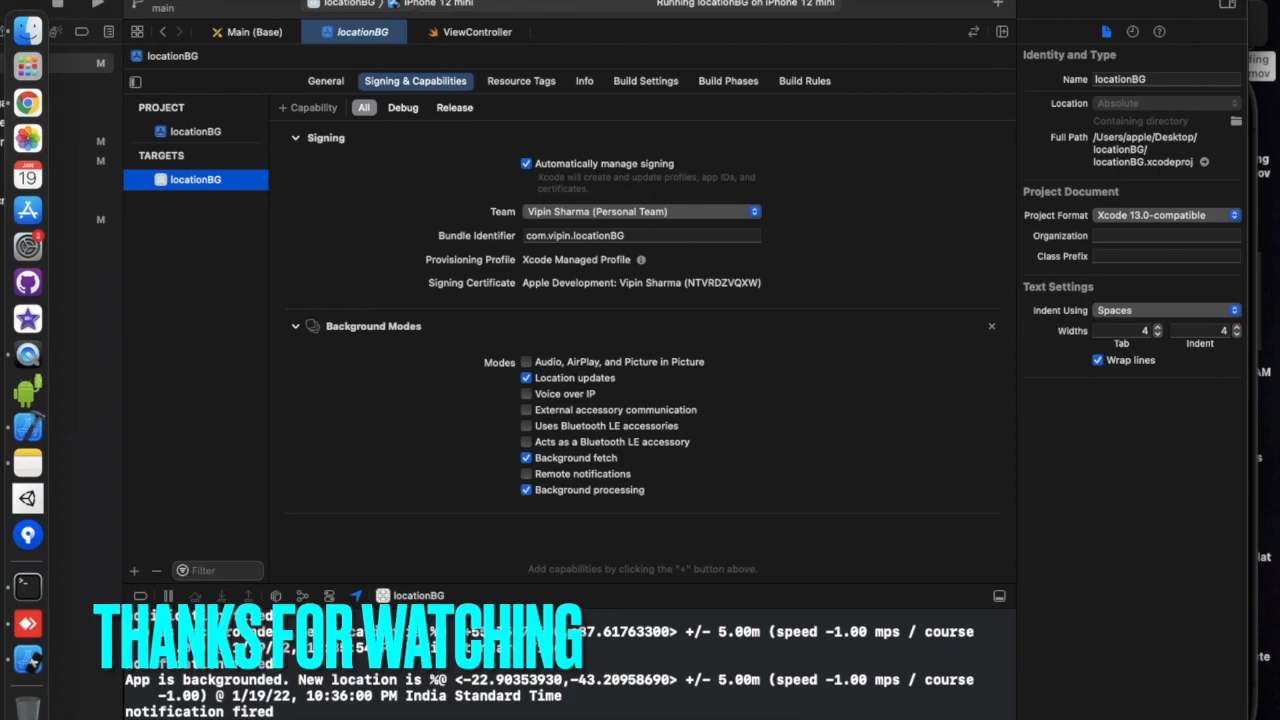 main
locationBG
iPhone 12 mini
Running locationBG on iPhone 12 mini
Main (Base)
locationBG
ViewController
locationBG
General
Signing & Capabilities
Resource Tags
Info
Build Settings
Build Phases
Build Rules
PROJECT
locationBG
TARGETS
locationBG
+ Capability
All
Debug
Release
Signing
Automatically manage signing
Xcode will create and update profiles, app IDs, and
certificates.
Team
Vipin Sharma (Personal Team)
Bundle Identifier
com.vipin.locationBG
Provisioning Profile
Xcode Managed Profile
Signing Certificate
Apple Development: Vipin Sharma (NTVRDZVQXW)
Background Modes
Modes
Audio, AirPlay, and Picture in Picture
Location updates
Voice over IP
External accessory communication
Uses Bluetooth LE accessories
Acts as a Bluetooth LE accessory
Background fetch
Remote notifications
Background processing
Add capabilities by clicking the "+" button above.
Filter
Identity and Type
Name
locationBG
Location
Absolute
Containing directory
Full Path
/Users/apple/Desktop/
locationBG/
locationBG.xcodeproj
Project Document
Project Format
Xcode 13.0-compatible
Organization
Class Prefix
Text Settings
Indent Using
Spaces
Widths
4
4
Tab
Indent
Wrap lines
M
M
M
M
JAN
19
2
locationBG
THANKS FOR WATCHING
37.61763300> +/- 5.00m (speed -1.00 mps / course
App is backgrounded. New location is %@ <-22.90353930,-43.20958690> +/- 5.00m (speed -1.00 mps / course
-1.00) @ 1/19/22, 10:36:00 PM India Standard Time
notification fired